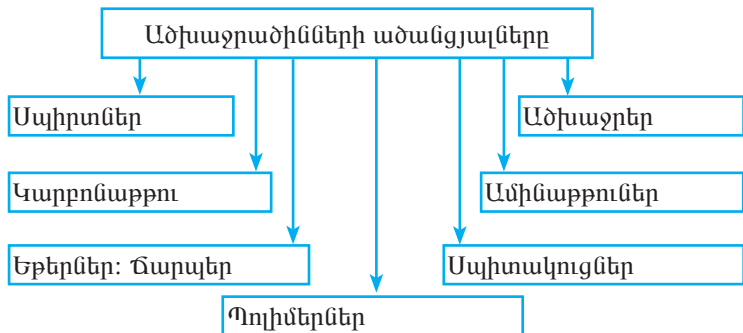 Ածխաջրածինների ածանցյալները
Սպիրտներ
Ածխաջրեր
Կարբոնաթթու
Ամինաթթուներ
Եթերներ: Ճարպեր
Սպիտակուցներ
Պոլիմերներ